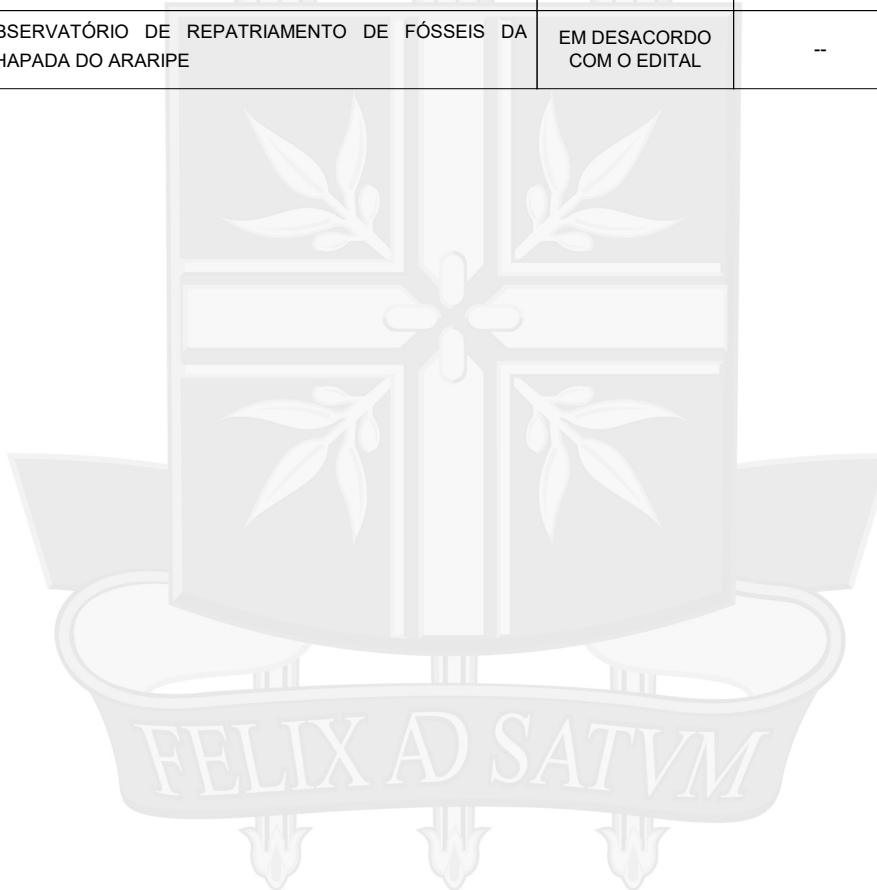 BSERVATÓRIO DE REPATRIAMENTO DE FÓSSEIS DA
HAPADA DO ARARIPE
EM DESACORDO
COM O EDITAL
--
FELIX AD SATVM